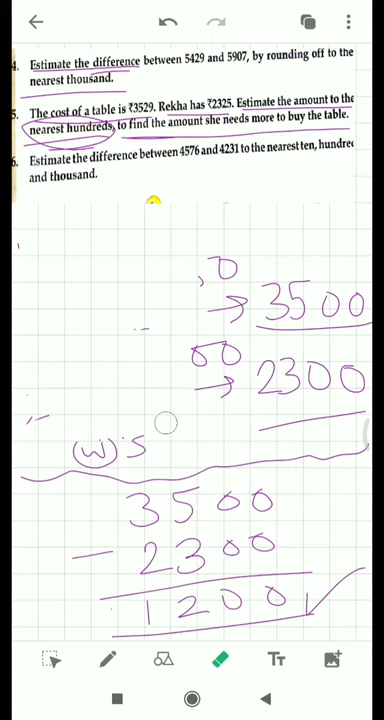 4. Estimate the difference between 5429 and 5907, by rounding off to the
nearest thousand.
5. The cost of a table is ₹3529. Rekha has ₹2325. Estimate the amount to the
nearest hundreds, to find the amount she needs more to buy the table.
6. Estimate the difference between 4576 and 4231 to the nearest ten, hundred
and thousand.
0
→ 3500
00
→ 2300
W's
3500
- 2300
1200
TT